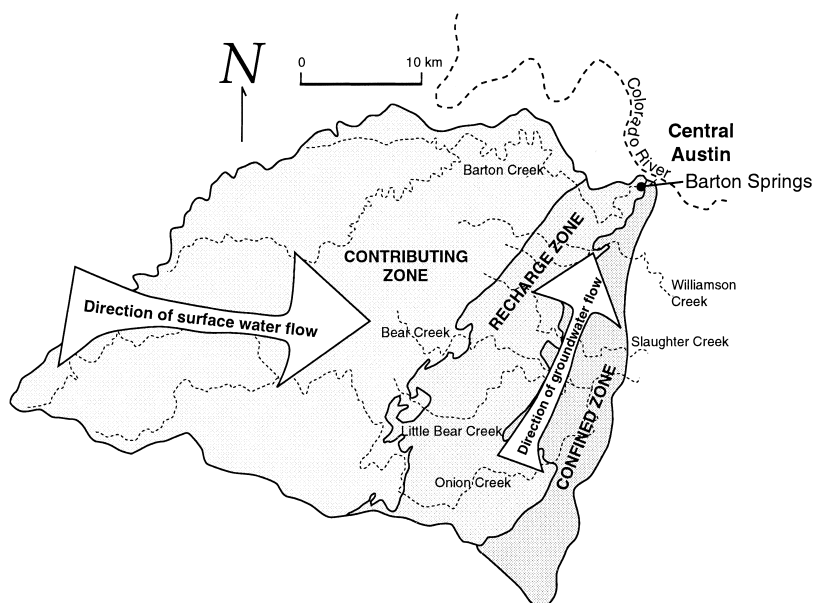 N
0 10 km
Colorado River
Central
Austin
Barton Springs
Barton Creek
CONTRIBUTING
ZONE
RECHARGE ZONE
Williamson
Creek
Direction of surface water flow
Bear Creek
Slaughter Creek
Direction of groundwater flow
CONFINED ZONE
Little Bear Creek
Onion Creek